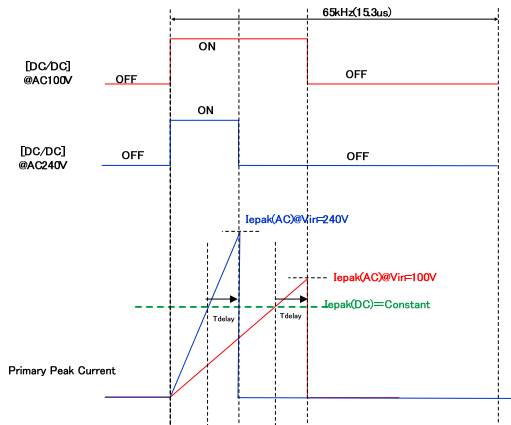 65kHz(15.3us)
[DC/DC]
@AC100V
OFF
ON
OFF
[DC/DC]
@AC240V
OFF
ON
OFF
Iepak(AC)@Vin=240V
Iepak(AC)@Vin=100V
Iepak(DC)=Constant
Tdelay
Tdelay
Primary Peak Current